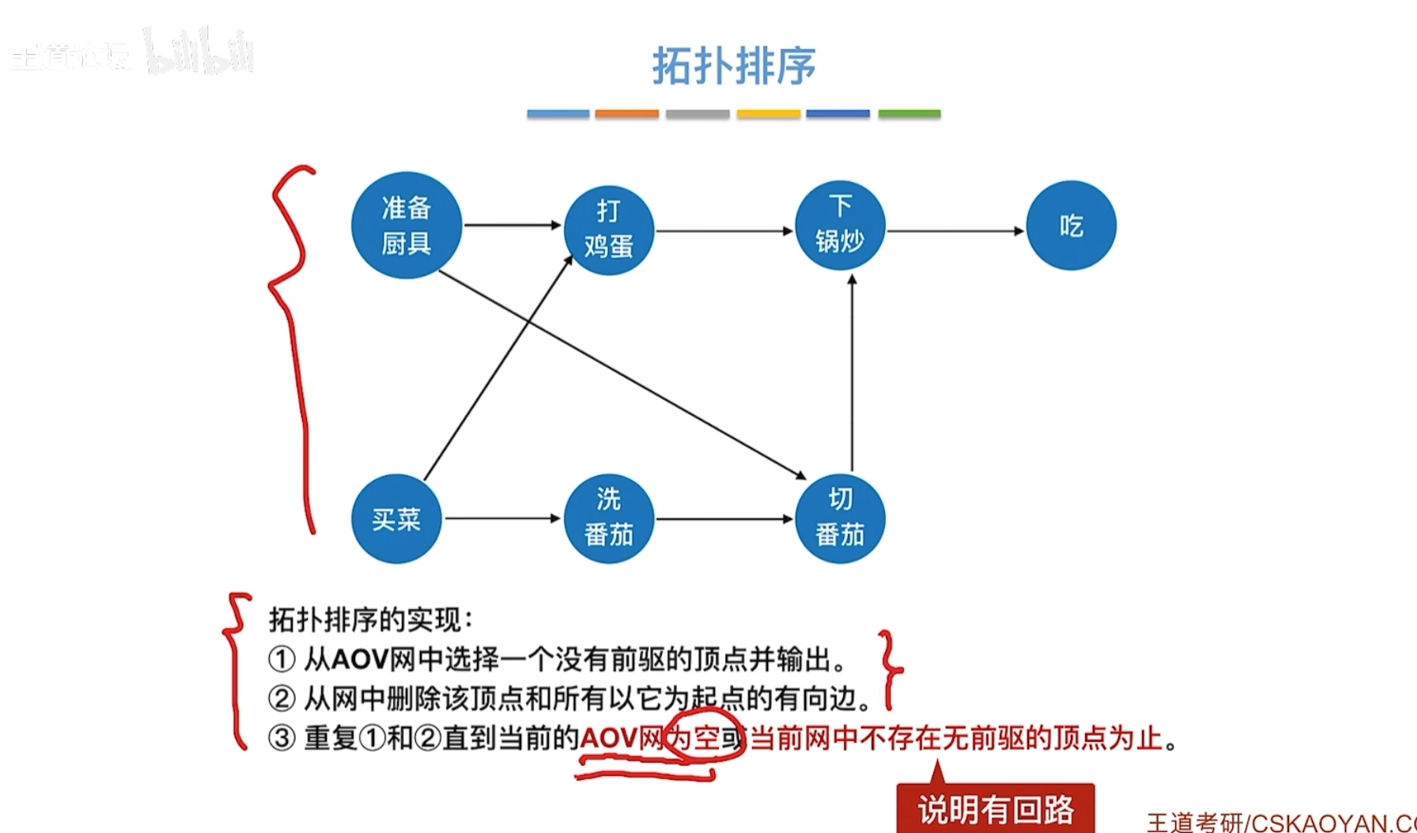 王道论坛 bilibili
拓扑排序
准备
厨具
打
鸡蛋
下
锅炒
吃
买菜
洗
番茄
切
番茄
拓扑排序的实现：
① 从AOV网中选择一个没有前驱的顶点并输出。
② 从网中删除该顶点和所有以它为起点的有向边。
③ 重复①和②直到当前的AOV网为空或当前网中不存在无前驱的顶点为止。
说明有回路
王道考研/CSKAOYAN.CO